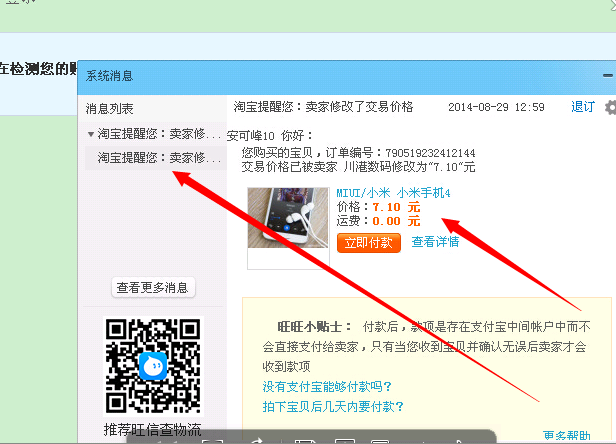 在检测您的账
系统消息
消息列表
淘宝提醒您：卖家修改了交易价格 2014-08-29 12:59 退订
淘宝提醒您：卖家修...
淘宝提醒您：卖家修...
安可峰10 你好：
您购买的宝贝，订单编号：790519232412144
交易价格已被卖家 川港数码修改为"7.10"元
MIUI/小米 小米手机4
价格：7.10 元
运费：0.00 元
立即付款 查看详情
查看更多消息
旺旺小贴士： 付款后，款项是存在支付宝中间帐户中而不
会直接支付给卖家，只有当您收到宝贝并确认无误后卖家才会
收到款项
没有支付宝能够付款吗？
拍下宝贝后几天内要付款？
推荐旺信查物流
更多帮助